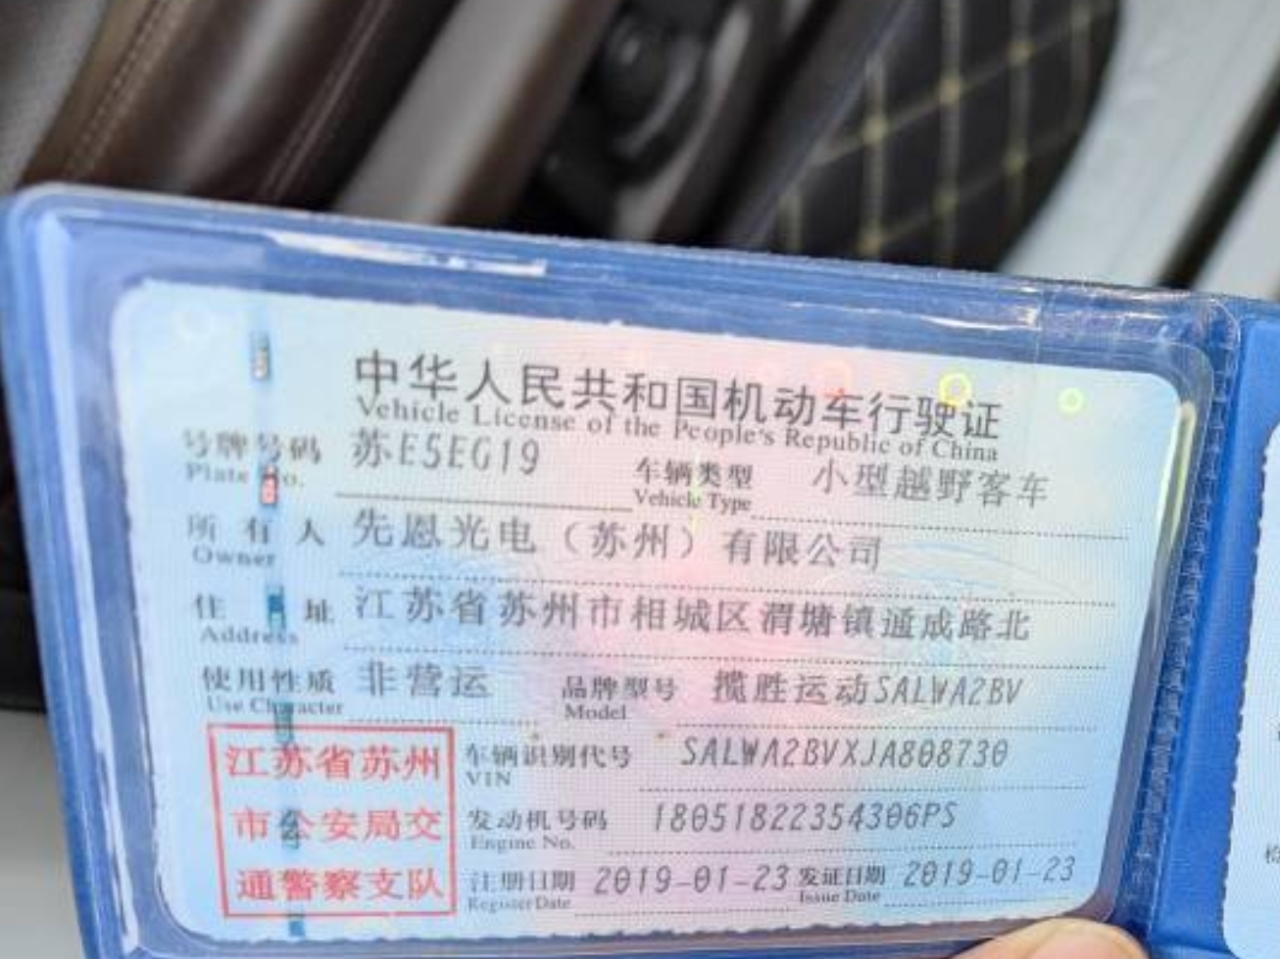 中华人民共和国机动车行驶证
Vehicle License of the People's Republic of China
号牌号码 苏E5EG19 车辆类型 小型越野客车
Plate No. Vehicle Type
所有人 先恩光电（苏州）有限公司
Owner
住址 江苏省苏州市相城区渭塘镇通成路北
Address
使用性质 非营运 品牌型号 揽胜运动SALWA2BV
Use Character Model
江苏省苏州
市公安局交
通警察支队
车辆识别代号 SALWA2BVXJA808730
VIN
发动机号码 18051822354306PS
Engine No.
注册日期 2019-01-23 发证日期 2019-01-23
Register Date Issue Date